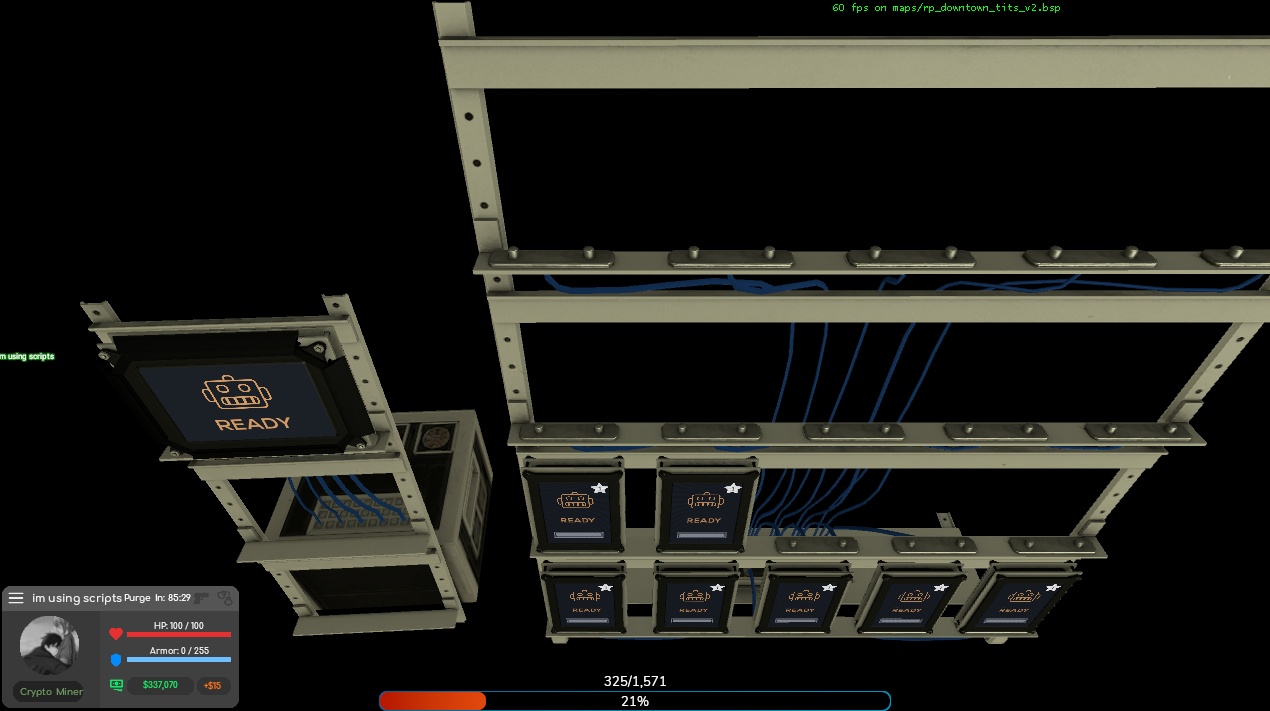 60 fps on maps/rp_downtown_tits_v2.bsp
m using scripts
READY
READY
READY
READY
READY
READY
READY
READY
im using scripts Purge In: 85:29
HP: 100 / 100
Armor: 0 / 255
Crypto Miner
$337,070
+$15
325/1,571
21%